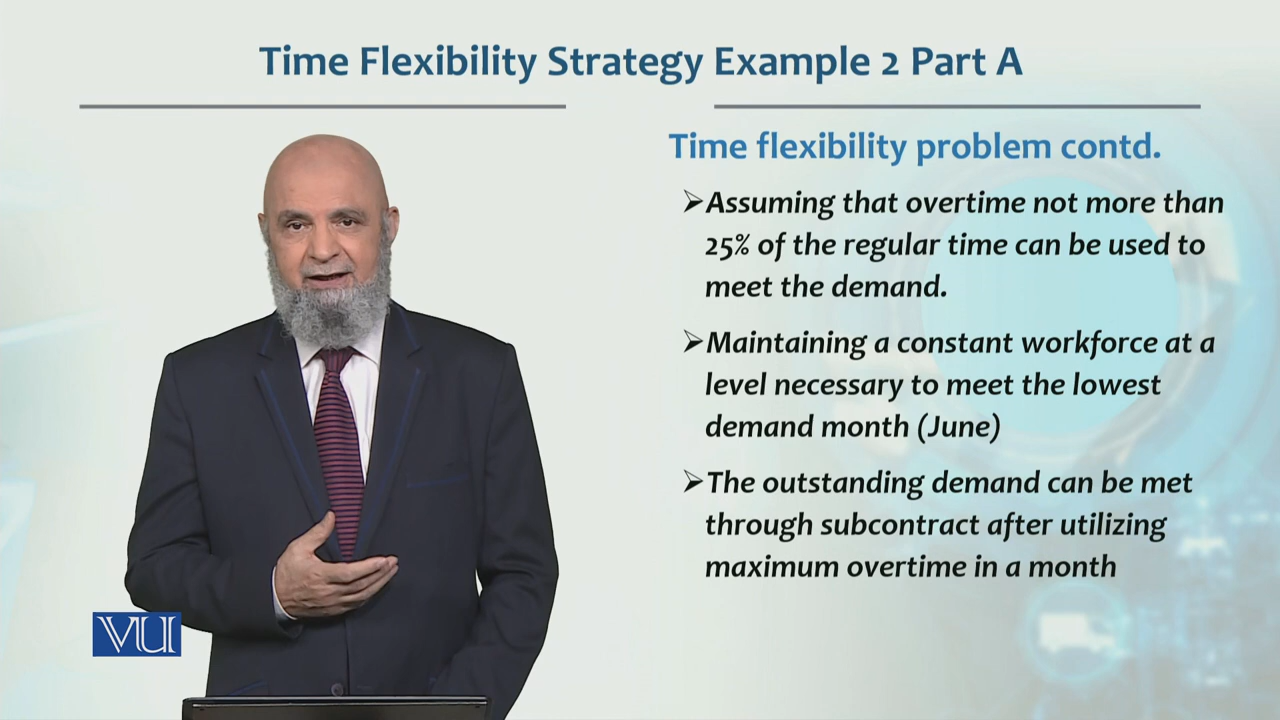 Time Flexibility Strategy Example 2 Part A
Time flexibility problem contd.
➢Assuming that overtime not more than
25% of the regular time can be used to
meet the demand.
➢Maintaining a constant workforce at a
level necessary to meet the lowest
demand month (June)
➢The outstanding demand can be met
through subcontract after utilizing
maximum overtime in a month
VU